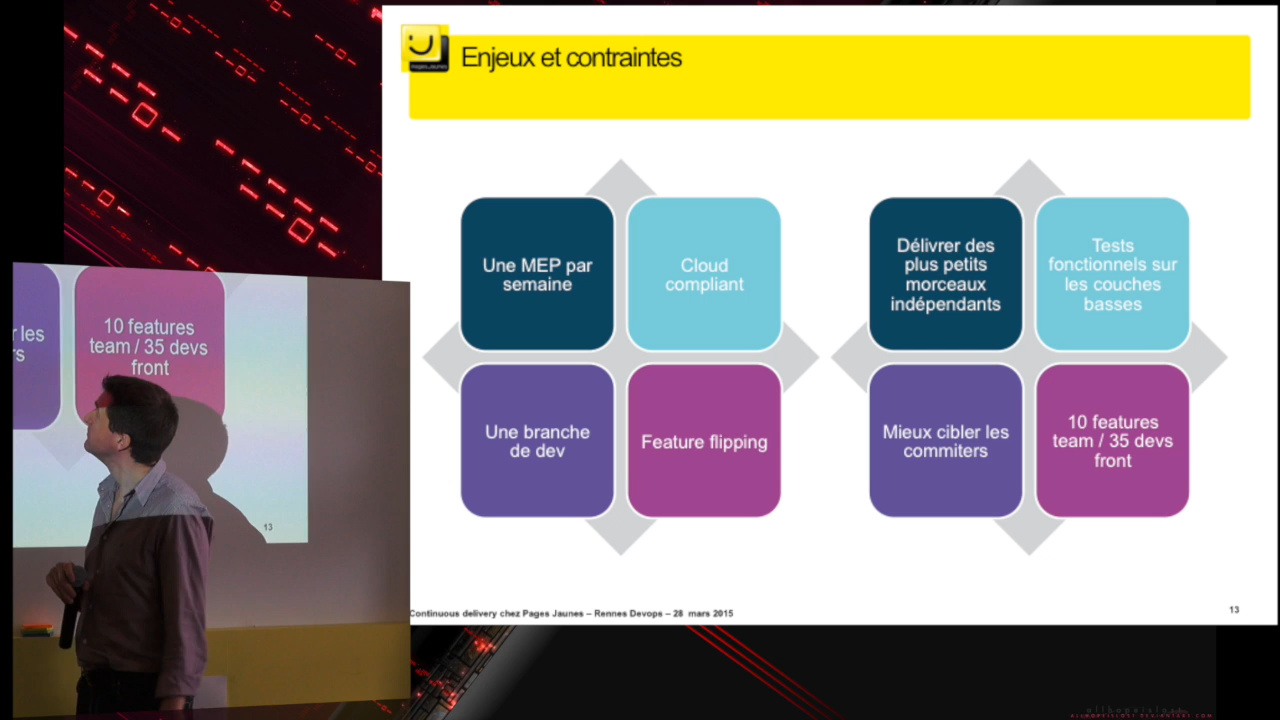 Enjeux et contraintes
PagesJaunes
Une MEP par
semaine
Cloud
compliant
Une branche
de dev
Feature flipping
Délivrer des
plus petits
morceaux
indépendants
Tests
fonctionnels sur
les couches
basses
Mieux cibler les
commiters
10 features
team / 35 devs
front
Continuous delivery chez Pages Jaunes – Rennes Devops – 28 mars 2015
13
r les
rs
10 features
team / 35 devs
front
13